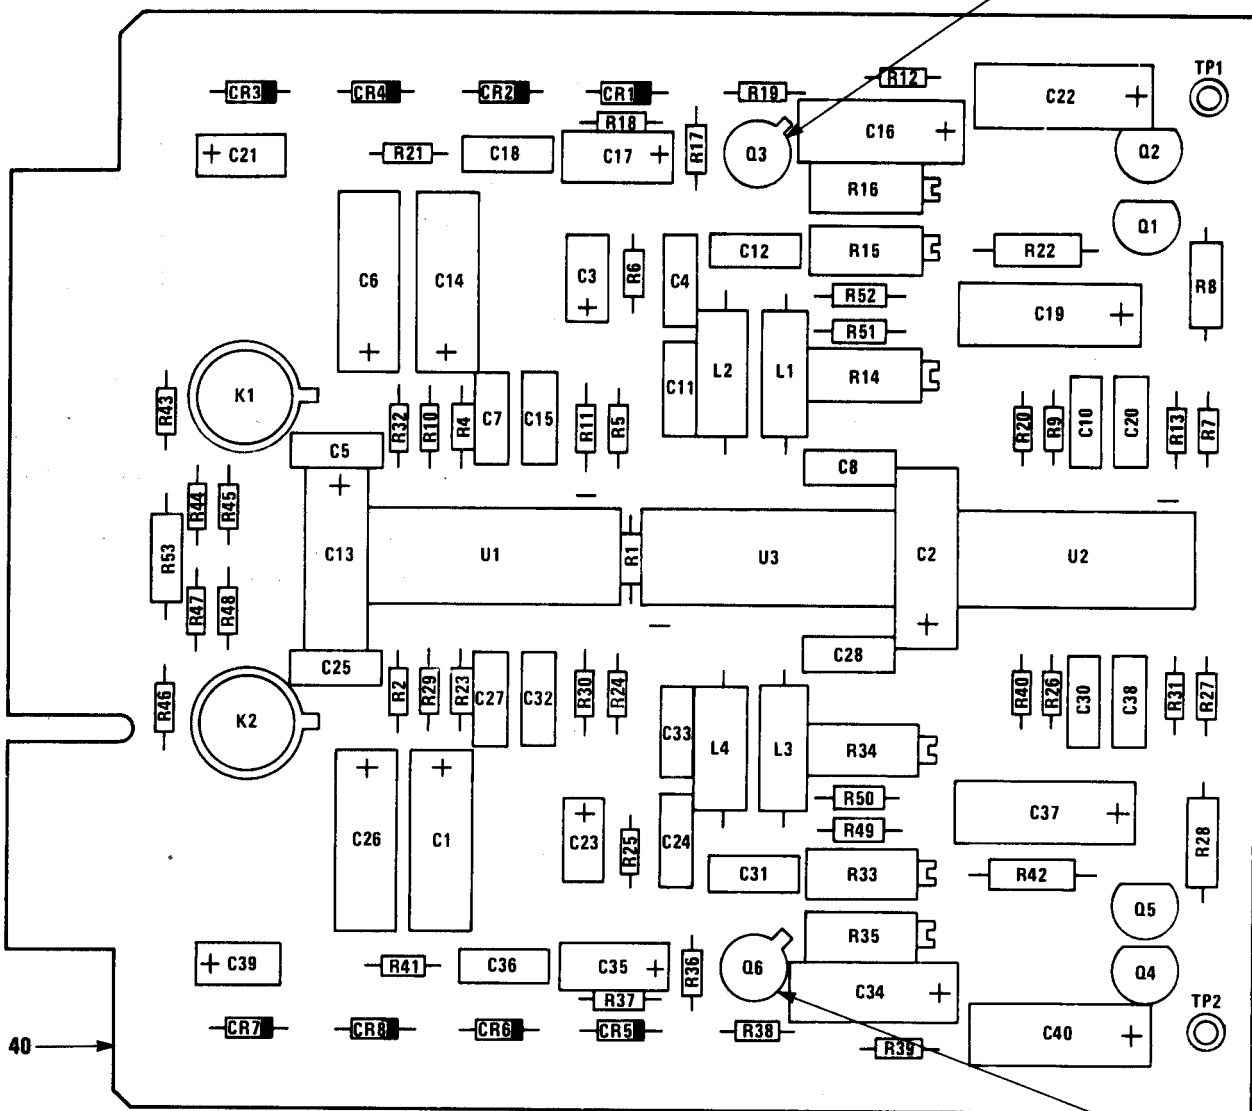 CR3 CR4 CR2 CR1 R19 R12 C22 + TP1
R18
+ C21 R21 C18 C17 + R17 Q3 C16 + Q2
R16
C6 C14 C3 R6 C4 C12 R15 R22 Q1
R52 C19 + R8
+ + + R51
K1 L2 L1 R14
R43 R32 R10 R4 C7 C15 R11 R5 C11 R20 R9 C10 C20 R13 R7
C5 C8
R44 R45 +
R53 C13 U1 R1 U3 C2 U2
R47 R48 +
C25 C28
R46 K2 R2 R29 R23 C27 C32 R30 R24 C33 L4 L3 R34 R40 R26 C30 C38 R31 R27
+ + R50
+ R49 C37 +
C26 C1 C23 R25 C24 C31 R33 R42 R28
Q5
R35
+ C39 R41 C36 C35 + R36 Q6 C34 + Q4
R37
CR7 CR8 CR6 CR5 R38 R39 C40 + TP2
40